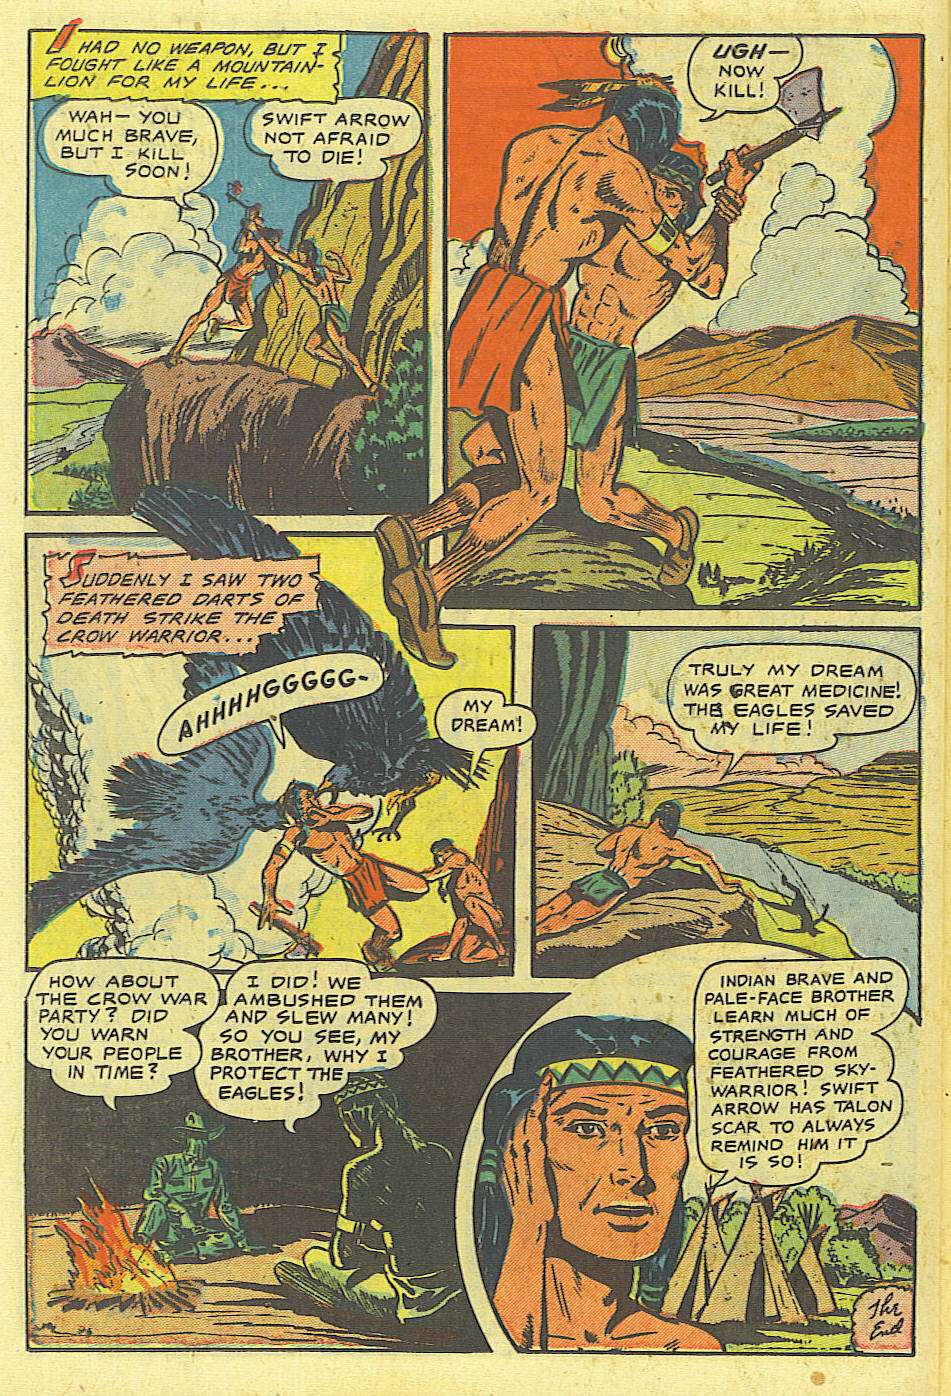 I HAD NO WEAPON, BUT I
FOUGHT LIKE A MOUNTAIN-
LION FOR MY LIFE...
WAH- YOU
MUCH BRAVE,
BUT I KILL
SOON!
SWIFT ARROW
NOT AFRAID
TO DIE!
UGH-
NOW
KILL!
SUDDENLY I SAW TWO
FEATHERED DARTS OF
DEATH STRIKE THE
CROW WARRIOR...
AHHHHGGGGG-
MY
DREAM!
TRULY MY DREAM
WAS GREAT MEDICINE!
THE EAGLES SAVED
MY LIFE!
HOW ABOUT
THE CROW WAR
PARTY? DID
YOU WARN
YOUR PEOPLE
IN TIME?
I DID! WE
AMBUSHED THEM
AND SLEW MANY!
SO YOU SEE, MY
BROTHER, WHY I
PROTECT THE
EAGLES!
INDIAN BRAVE AND
PALE-FACE BROTHER
LEARN MUCH OF
STRENGTH AND
COURAGE FROM
FEATHERED SKY-
WARRIOR! SWIFT
ARROW HAS TALON
SCAR TO ALWAYS
REMIND HIM IT
IS SO!
The
End